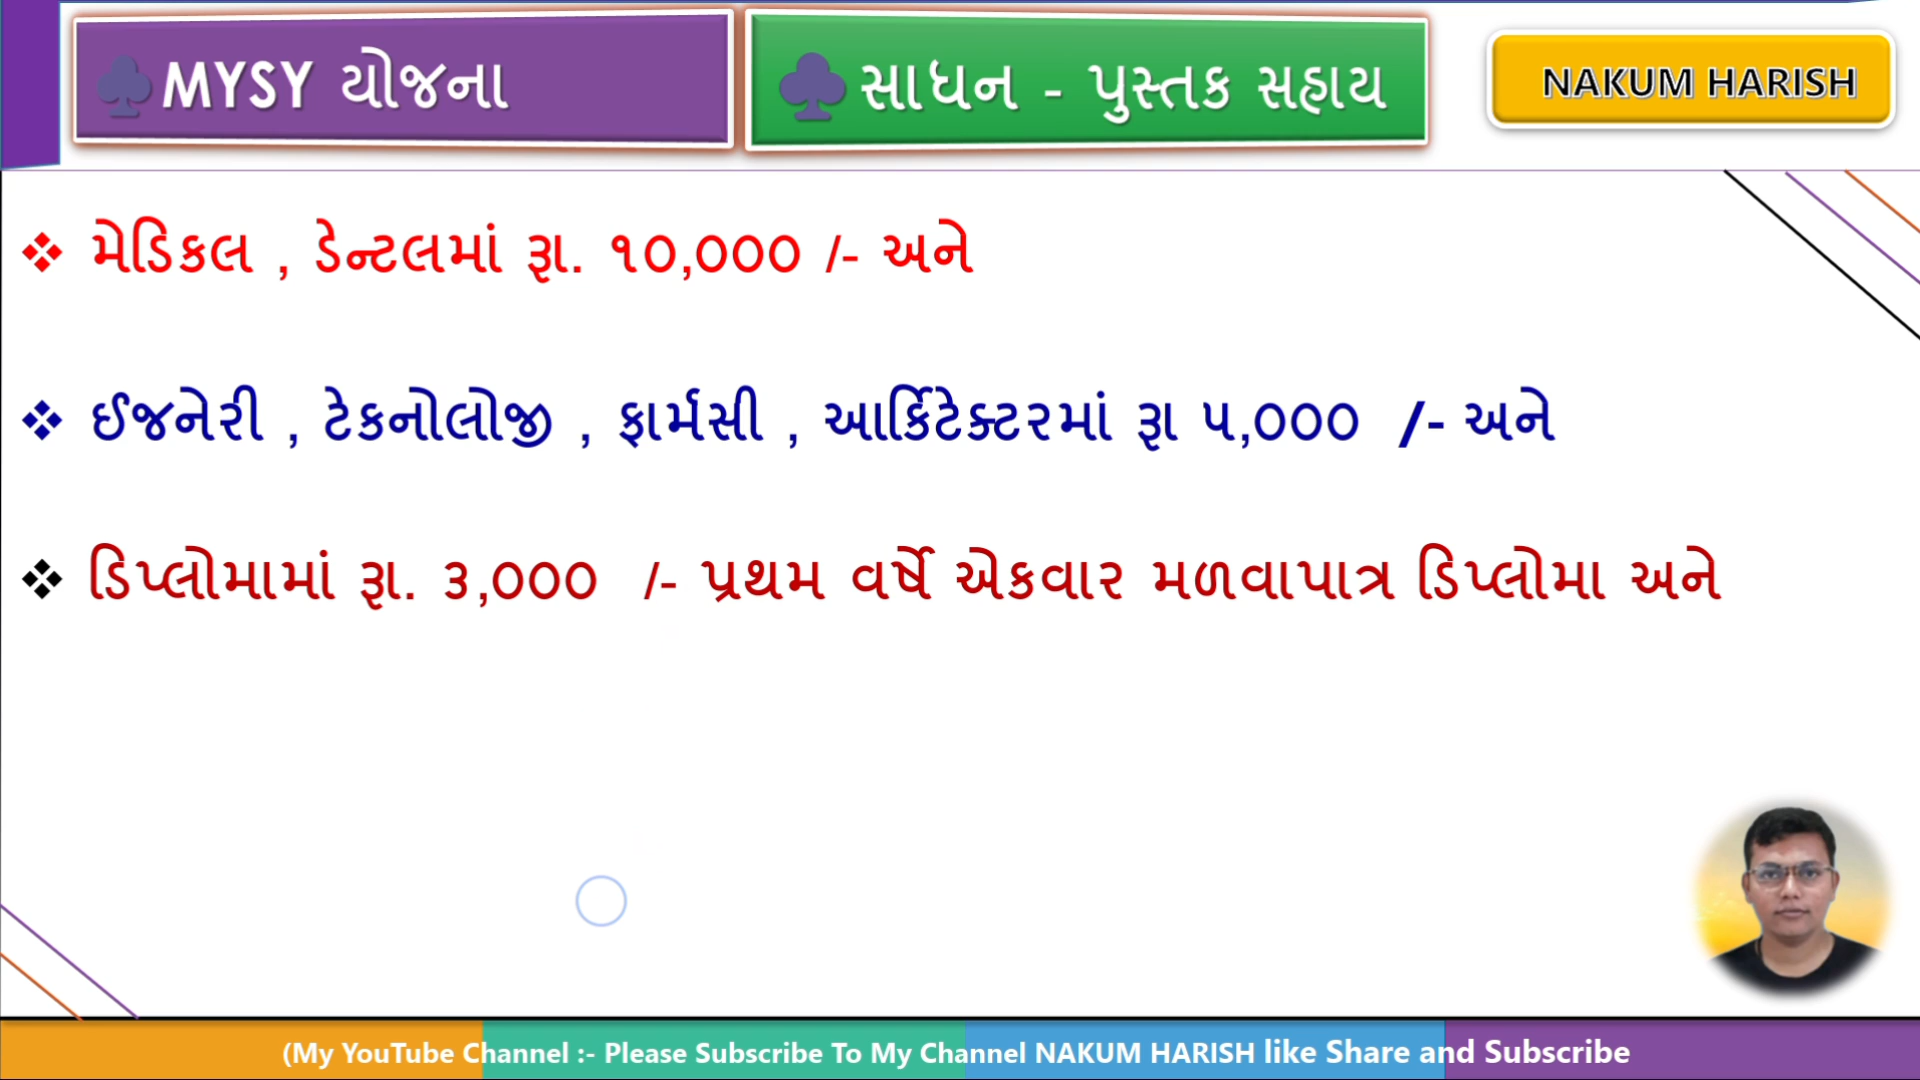 MYSY યોજના
સાધન - પુસ્તક સહાય
NAKUM HARISH
મેડિકલ , ડેન્ટલમાં રૂા. ૧૦,૦૦૦ /- અને
ઈજનેરી , ટેકનોલોજી , ફાર્મસી , આર્કિટેક્ટરમાં રૂા ૫,૦૦૦ /- અને
ડિપ્લોમામાં રૂા. ૩,૦૦૦ /- પ્રથમ વર્ષે એકવાર મળવાપાત્ર ડિપ્લોમા અને
(My YouTube Channel :- Please Subscribe To My Channel NAKUM HARISH like Share and Subscribe